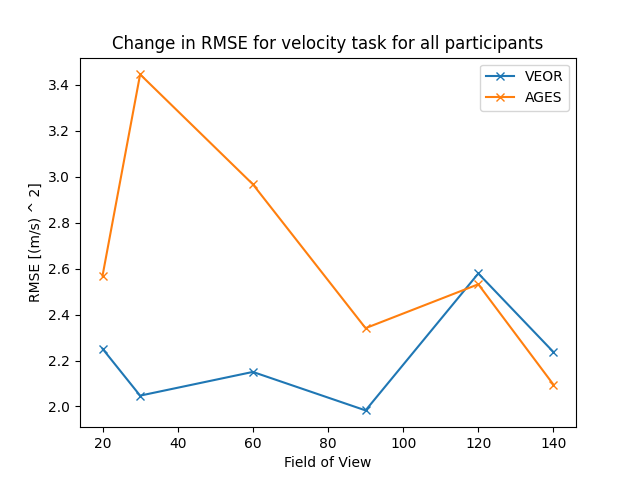 Change in RMSE for velocity task for all participants
VEOR
AGES
3.4
3.2
3.0
2.8
2.6
2.4
2.2
2.0
RMSE [(m/s) ^ 2]
20 40 60 80 100 120 140
Field of View